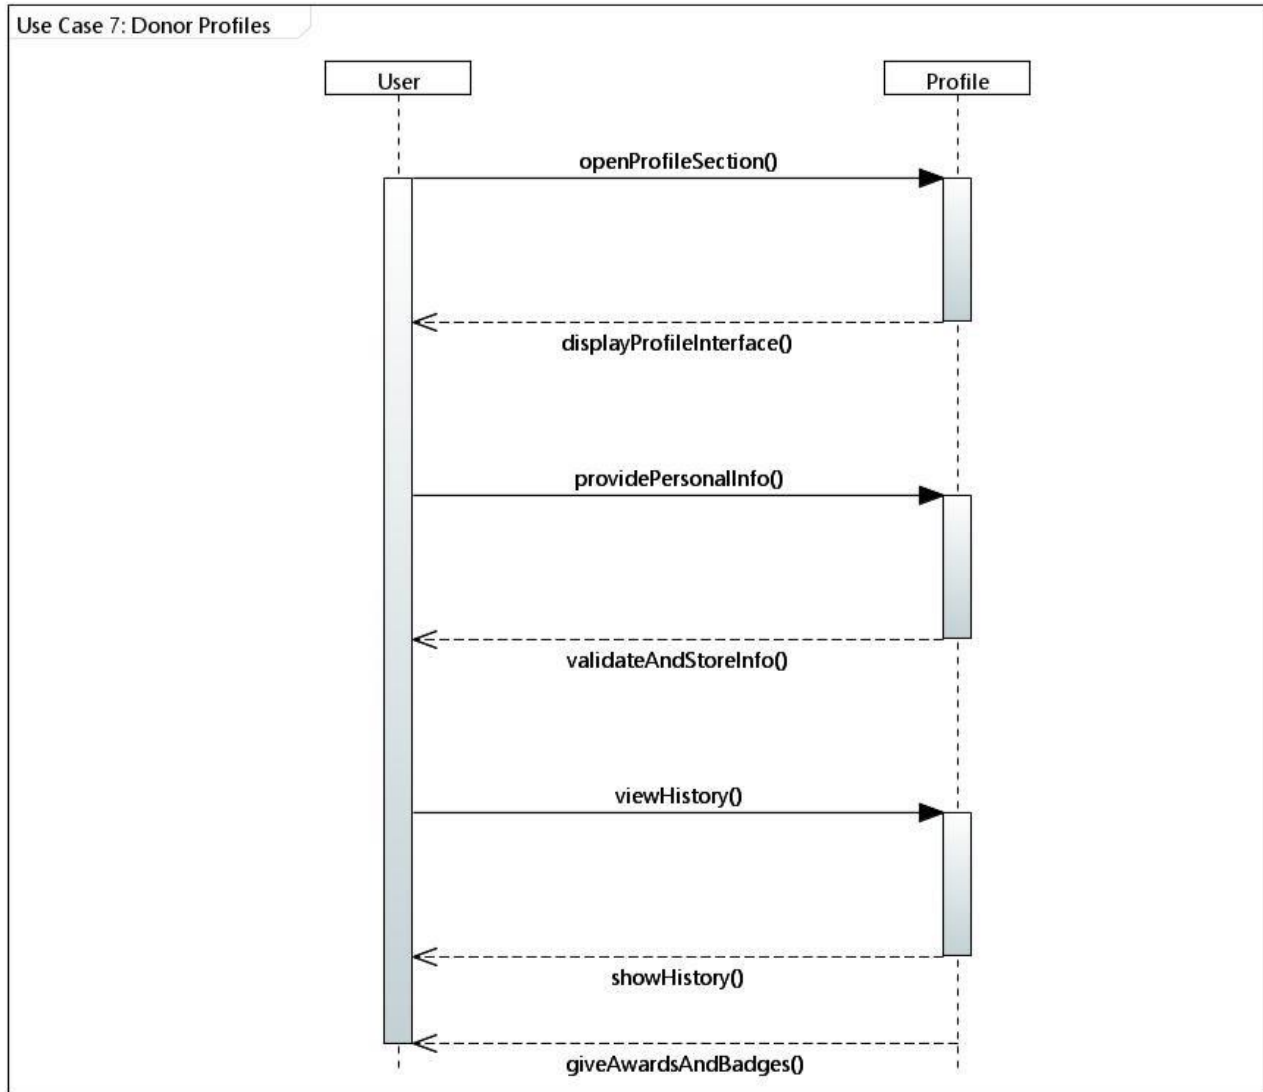 Use Case 7: Donor Profiles
User
Profile
openProfileSection()
displayProfileInterface()
providePersonalInfo()
validateAndStoreInfo()
viewHistory()
showHistory()
giveAwardsAndBadges()